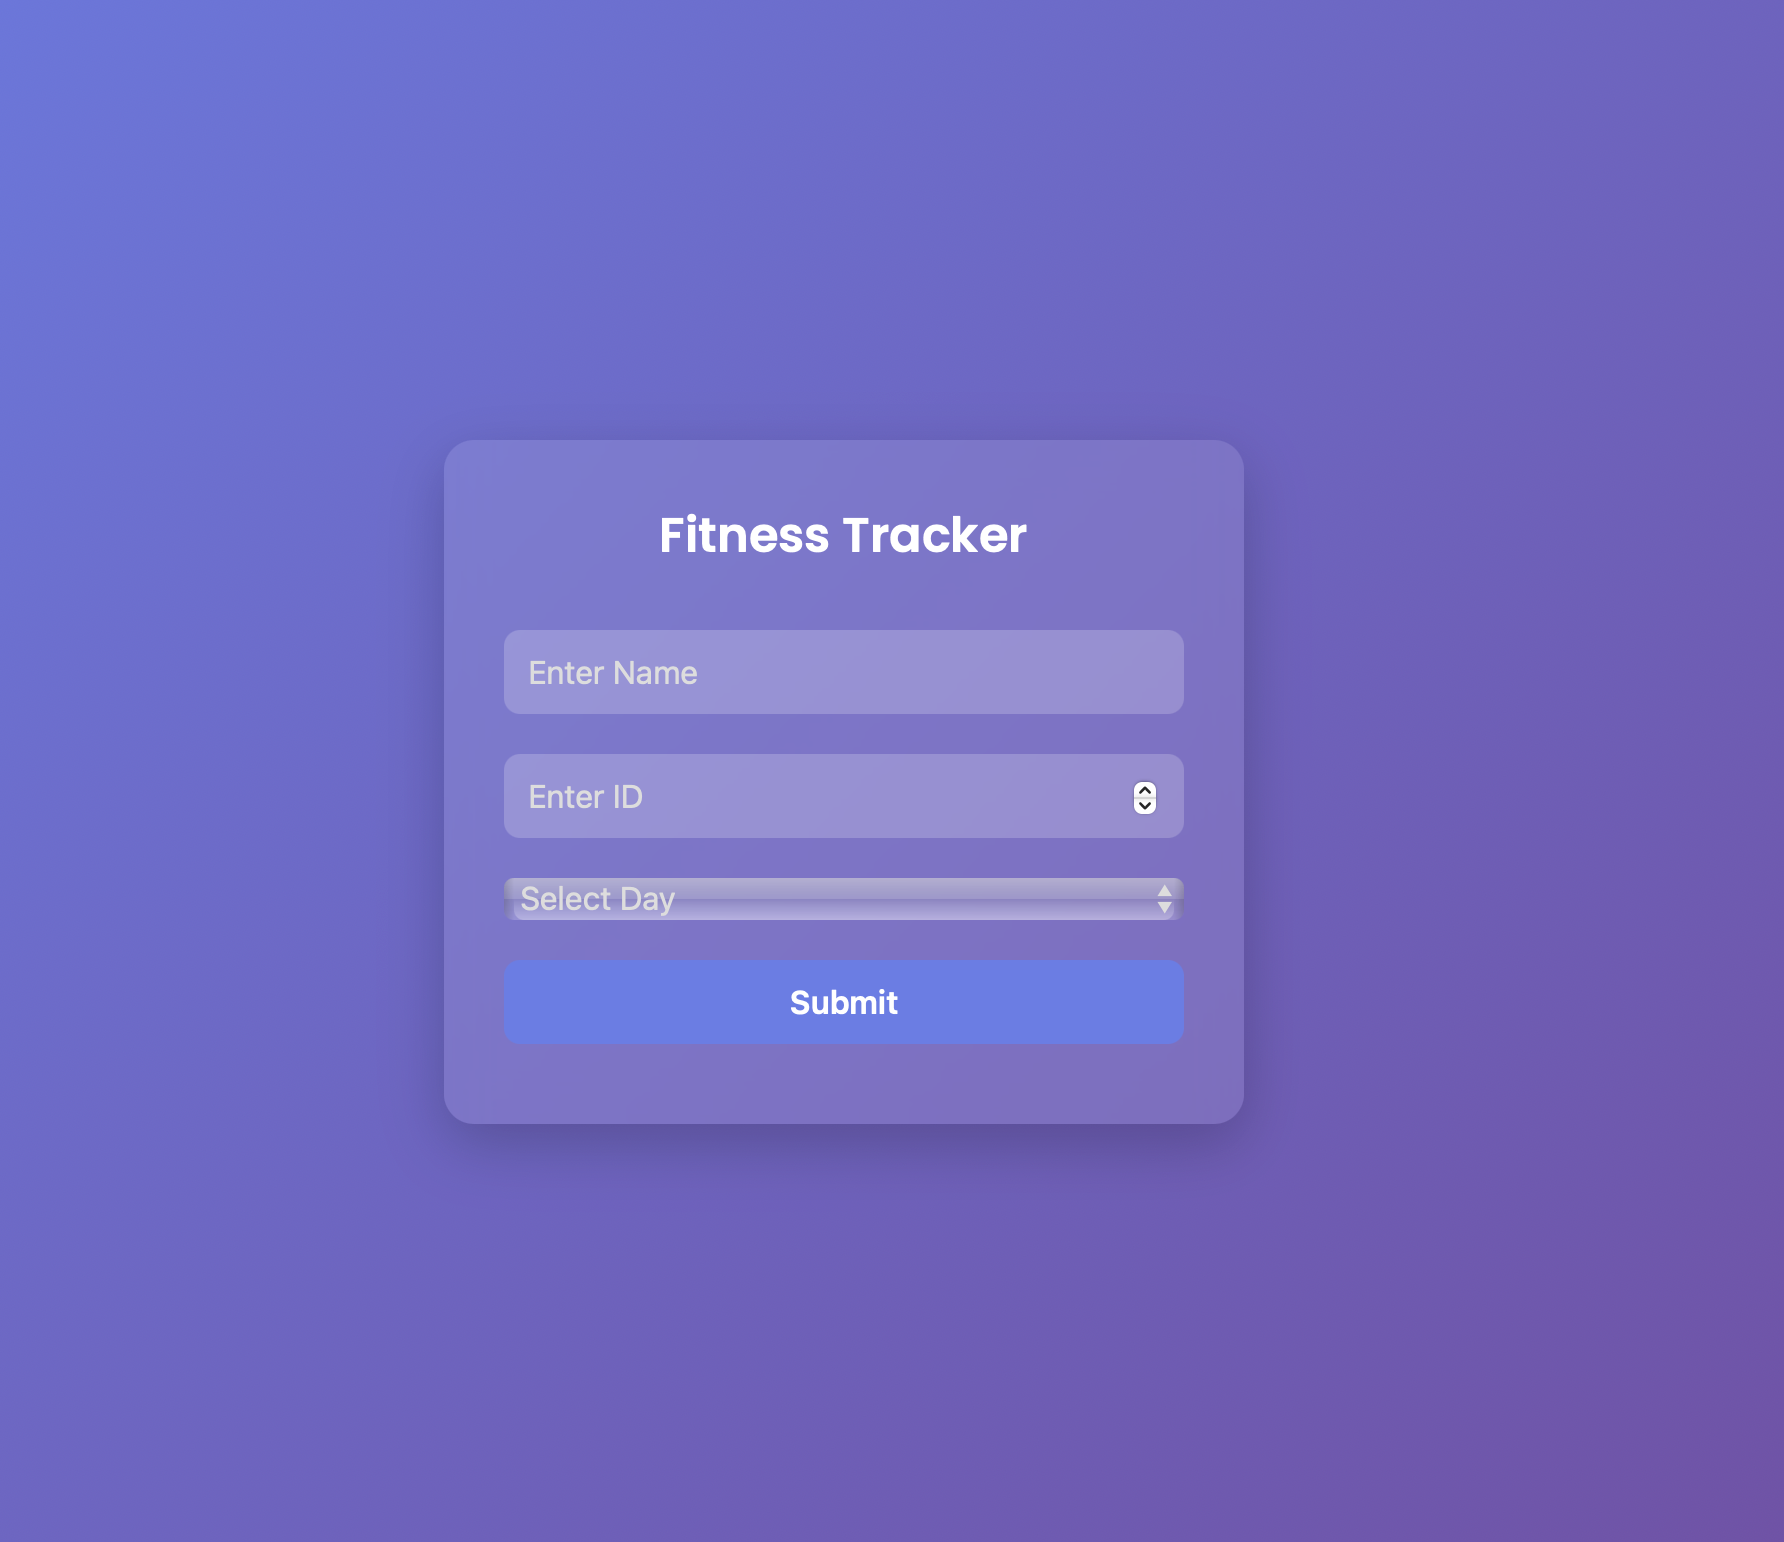 Fitness Tracker
Enter Name
Enter ID
Select Day
Submit